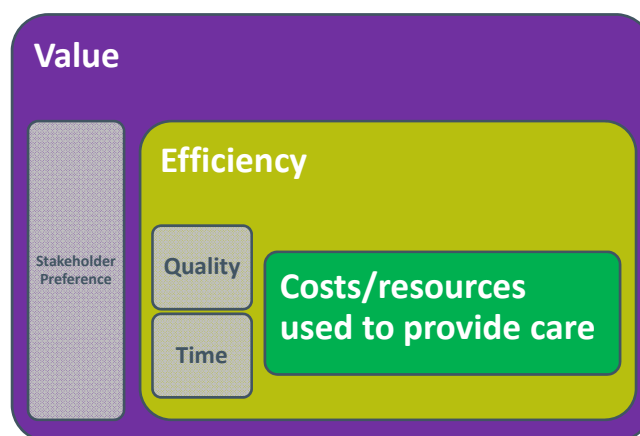 Value
Efficiency
Stakeholder
Preference
Quality
Time
Costs/resources
used to provide care